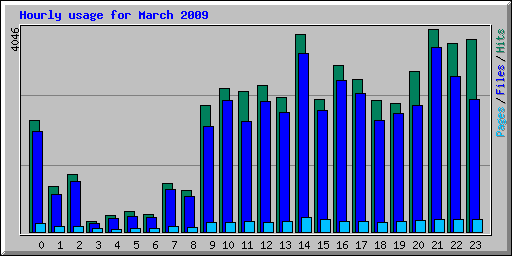 Hourly usage for March 2009
4046
Pages/Files/Hits
0 1 2 3 4 5 6 7 8 9 10 11 12 13 14 15 16 17 18 19 20 21 22 23